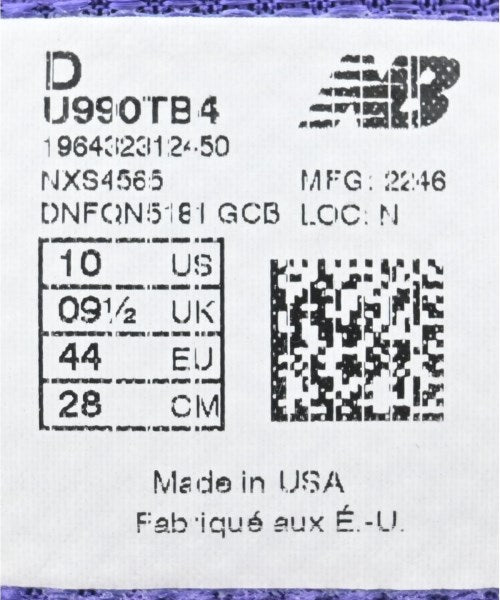 D
U990TB4
196432312450
NXS4565 MFG: 2246
DNFQN5181 GCB LOC: N
10 US
09½ UK
44 EU
28 CM
Made in USA
Fabriqué aux É.-U.